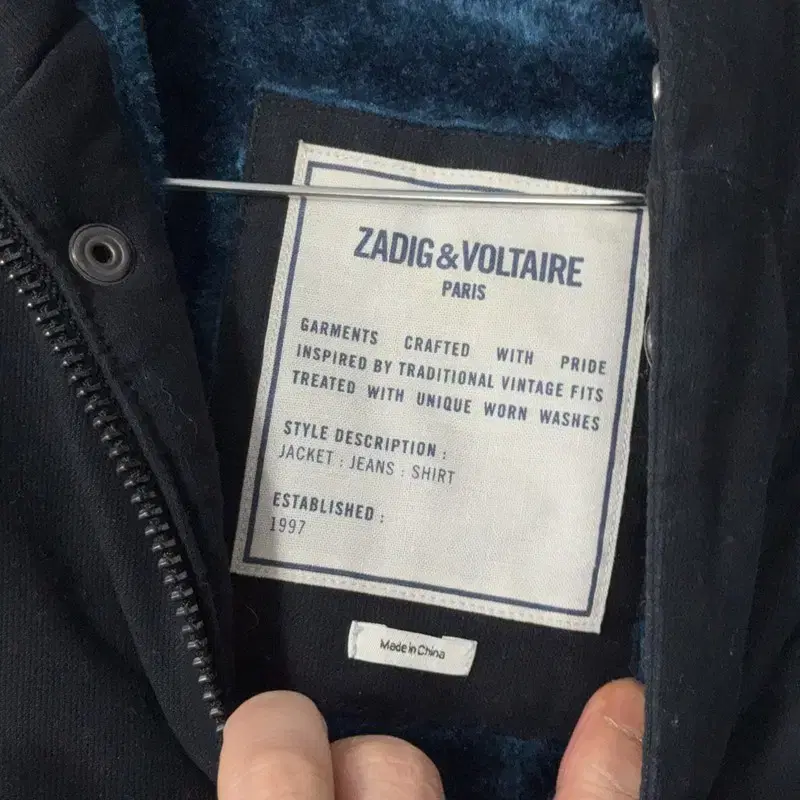 ZADIG&VOLTAIRE
PARIS
GARMENTS CRAFTED WITH PRIDE
INSPIRED BY TRADITIONAL VINTAGE FITS
TREATED WITH UNIQUE WORN WASHES
STYLE DESCRIPTION :
JACKET : JEANS : SHIRT
ESTABLISHED :
1997
Made in China